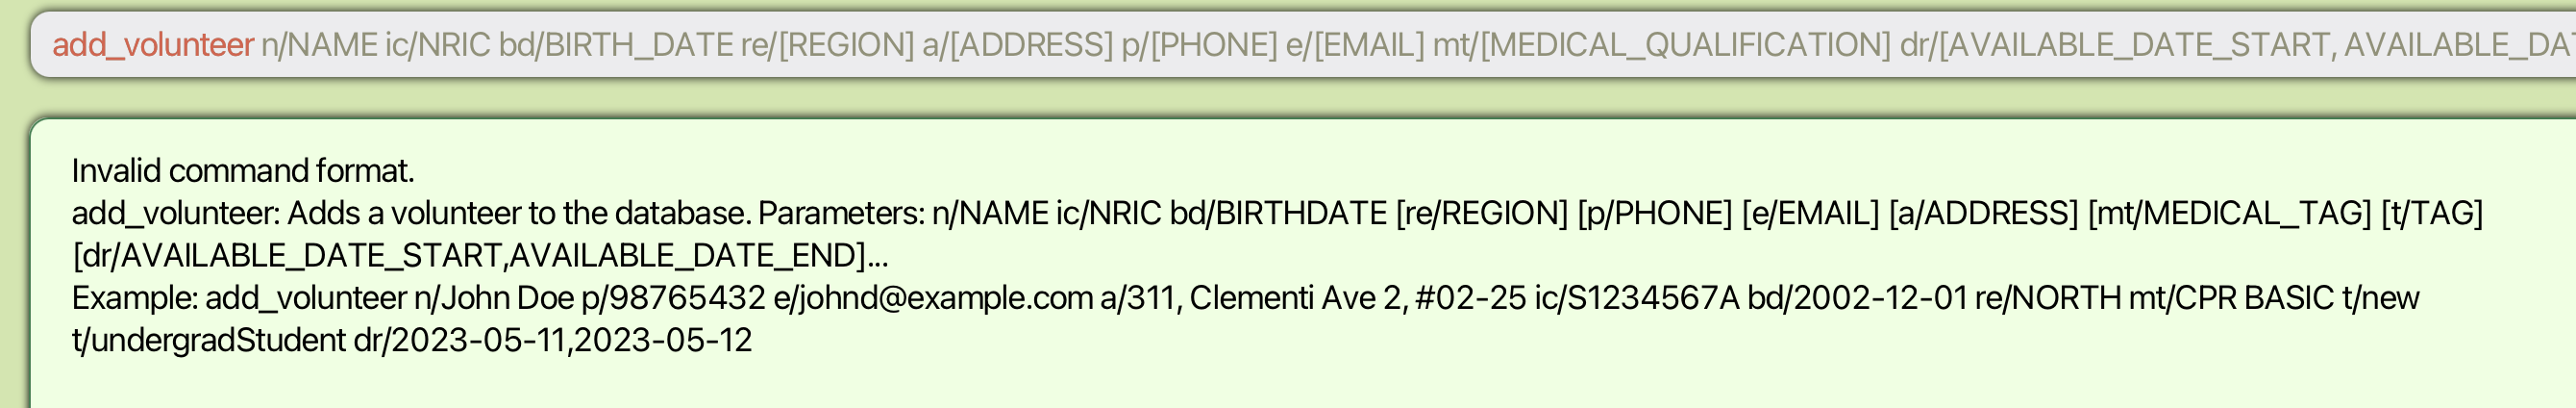 add_volunteer n/NAME ic/NRIC bd/BIRTH_DATE re/[REGION] a/[ADDRESS] p/[PHONE] e/[EMAIL] mt/[MEDICAL_QUALIFICATION] dr/[AVAILABLE_DATE_START, AVAILABLE_DA
Invalid command format.
add_volunteer: Adds a volunteer to the database. Parameters: n/NAME ic/NRIC bd/BIRTHDATE [re/REGION] [p/PHONE] [e/EMAIL] [a/ADDRESS] [mt/MEDICAL_TAG] [t/TAG]
[dr/AVAILABLE_DATE_START,AVAILABLE_DATE_END]...
Example: add_volunteer n/John Doe p/98765432 e/johnd@example.com a/311, Clementi Ave 2, #02-25 ic/S1234567A bd/2002-12-01 re/NORTH mt/CPR BASIC t/new
t/undergradStudent dr/2023-05-11,2023-05-12